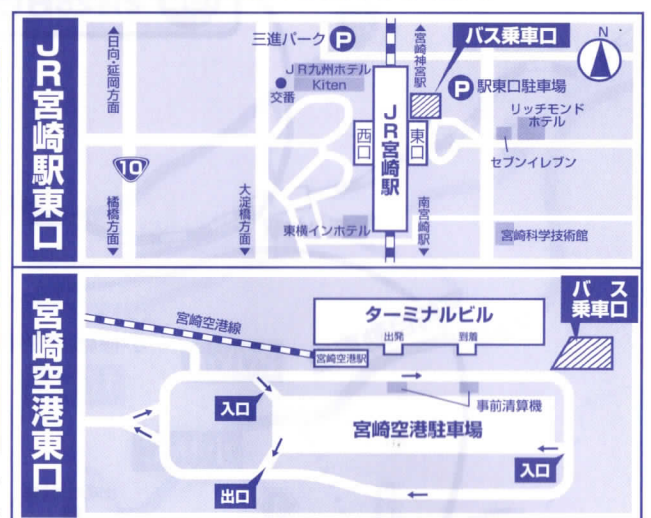 JR宮崎駅東口
▲日向・延岡方面
10
橘橋方面▼
大淀橋方面▼
三進パーク P
JR九州ホテル
Kiten
交番
西口
JR宮崎駅
東口
▲宮崎神宮駅
南宮崎駅▼
バス乗車口
N
P 駅東口駐車場
リッチモンド
ホテル
セブンイレブン
東横インホテル
宮崎科学技術館
宮崎空港東口
宮崎空港線
ターミナルビル
出発
到着
宮崎空港駅
バス
乗車口
入口
事前清算機
宮崎空港駐車場
入口
出口